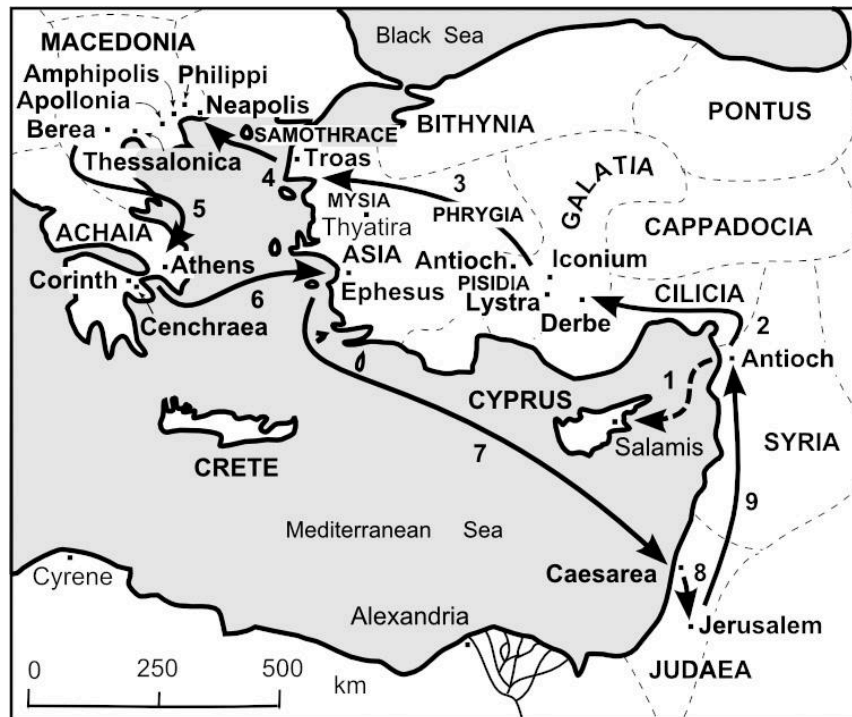 Black Sea
MACEDONIA
Amphipolis
Philippi
Apollonia
Neapolis
Berea
Thessalonica
SAMOTHRACE
BITHYNIA
PONTUS
Troas
4
3
GALATIA
MYSIA
Thyatira
PHRYGIA
CAPPADOCIA
5
ACHAIA
Athens
ASIA
Antioch
Iconium
Corinth
6
Ephesus
PISIDIA
Lystra
CILICIA
Cenchraea
Derbe
2
Antioch
1
CYPRUS
Salamis
SYRIA
CRETE
7
9
Mediterranean Sea
Cyrene
Caesarea
8
Alexandria
Jerusalem
JUDAEA
0
250
500
km